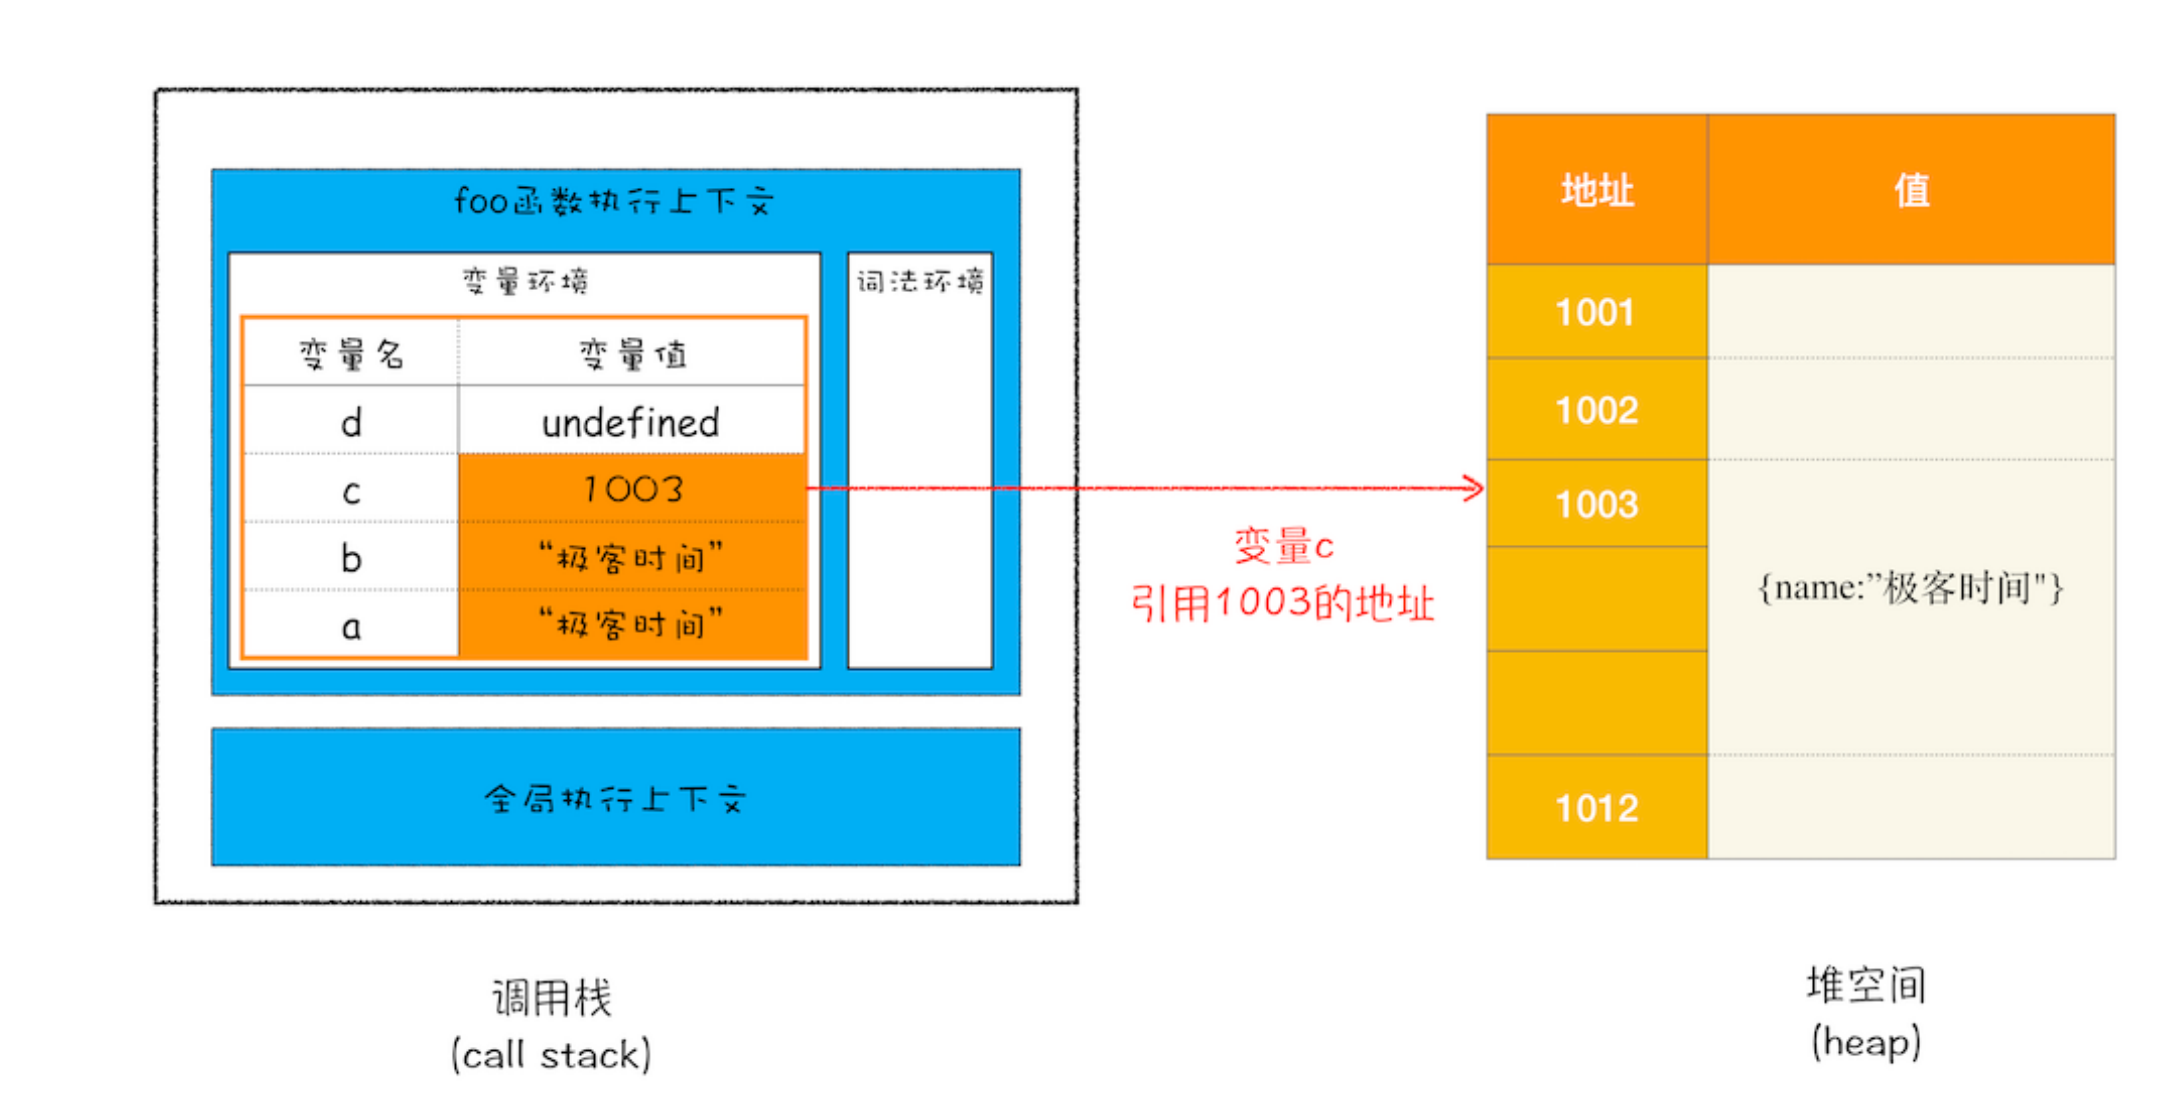 foo函数执行上下文
变量环境
词法环境
变量名 变量值
d undefined
c 1003
b “极客时间”
a “极客时间”
全局执行上下文
调用栈
(call stack)
变量c
引用1003的地址
地址 值
1001
1002
1003
{name:”极客时间"}
1012
堆空间
(heap)